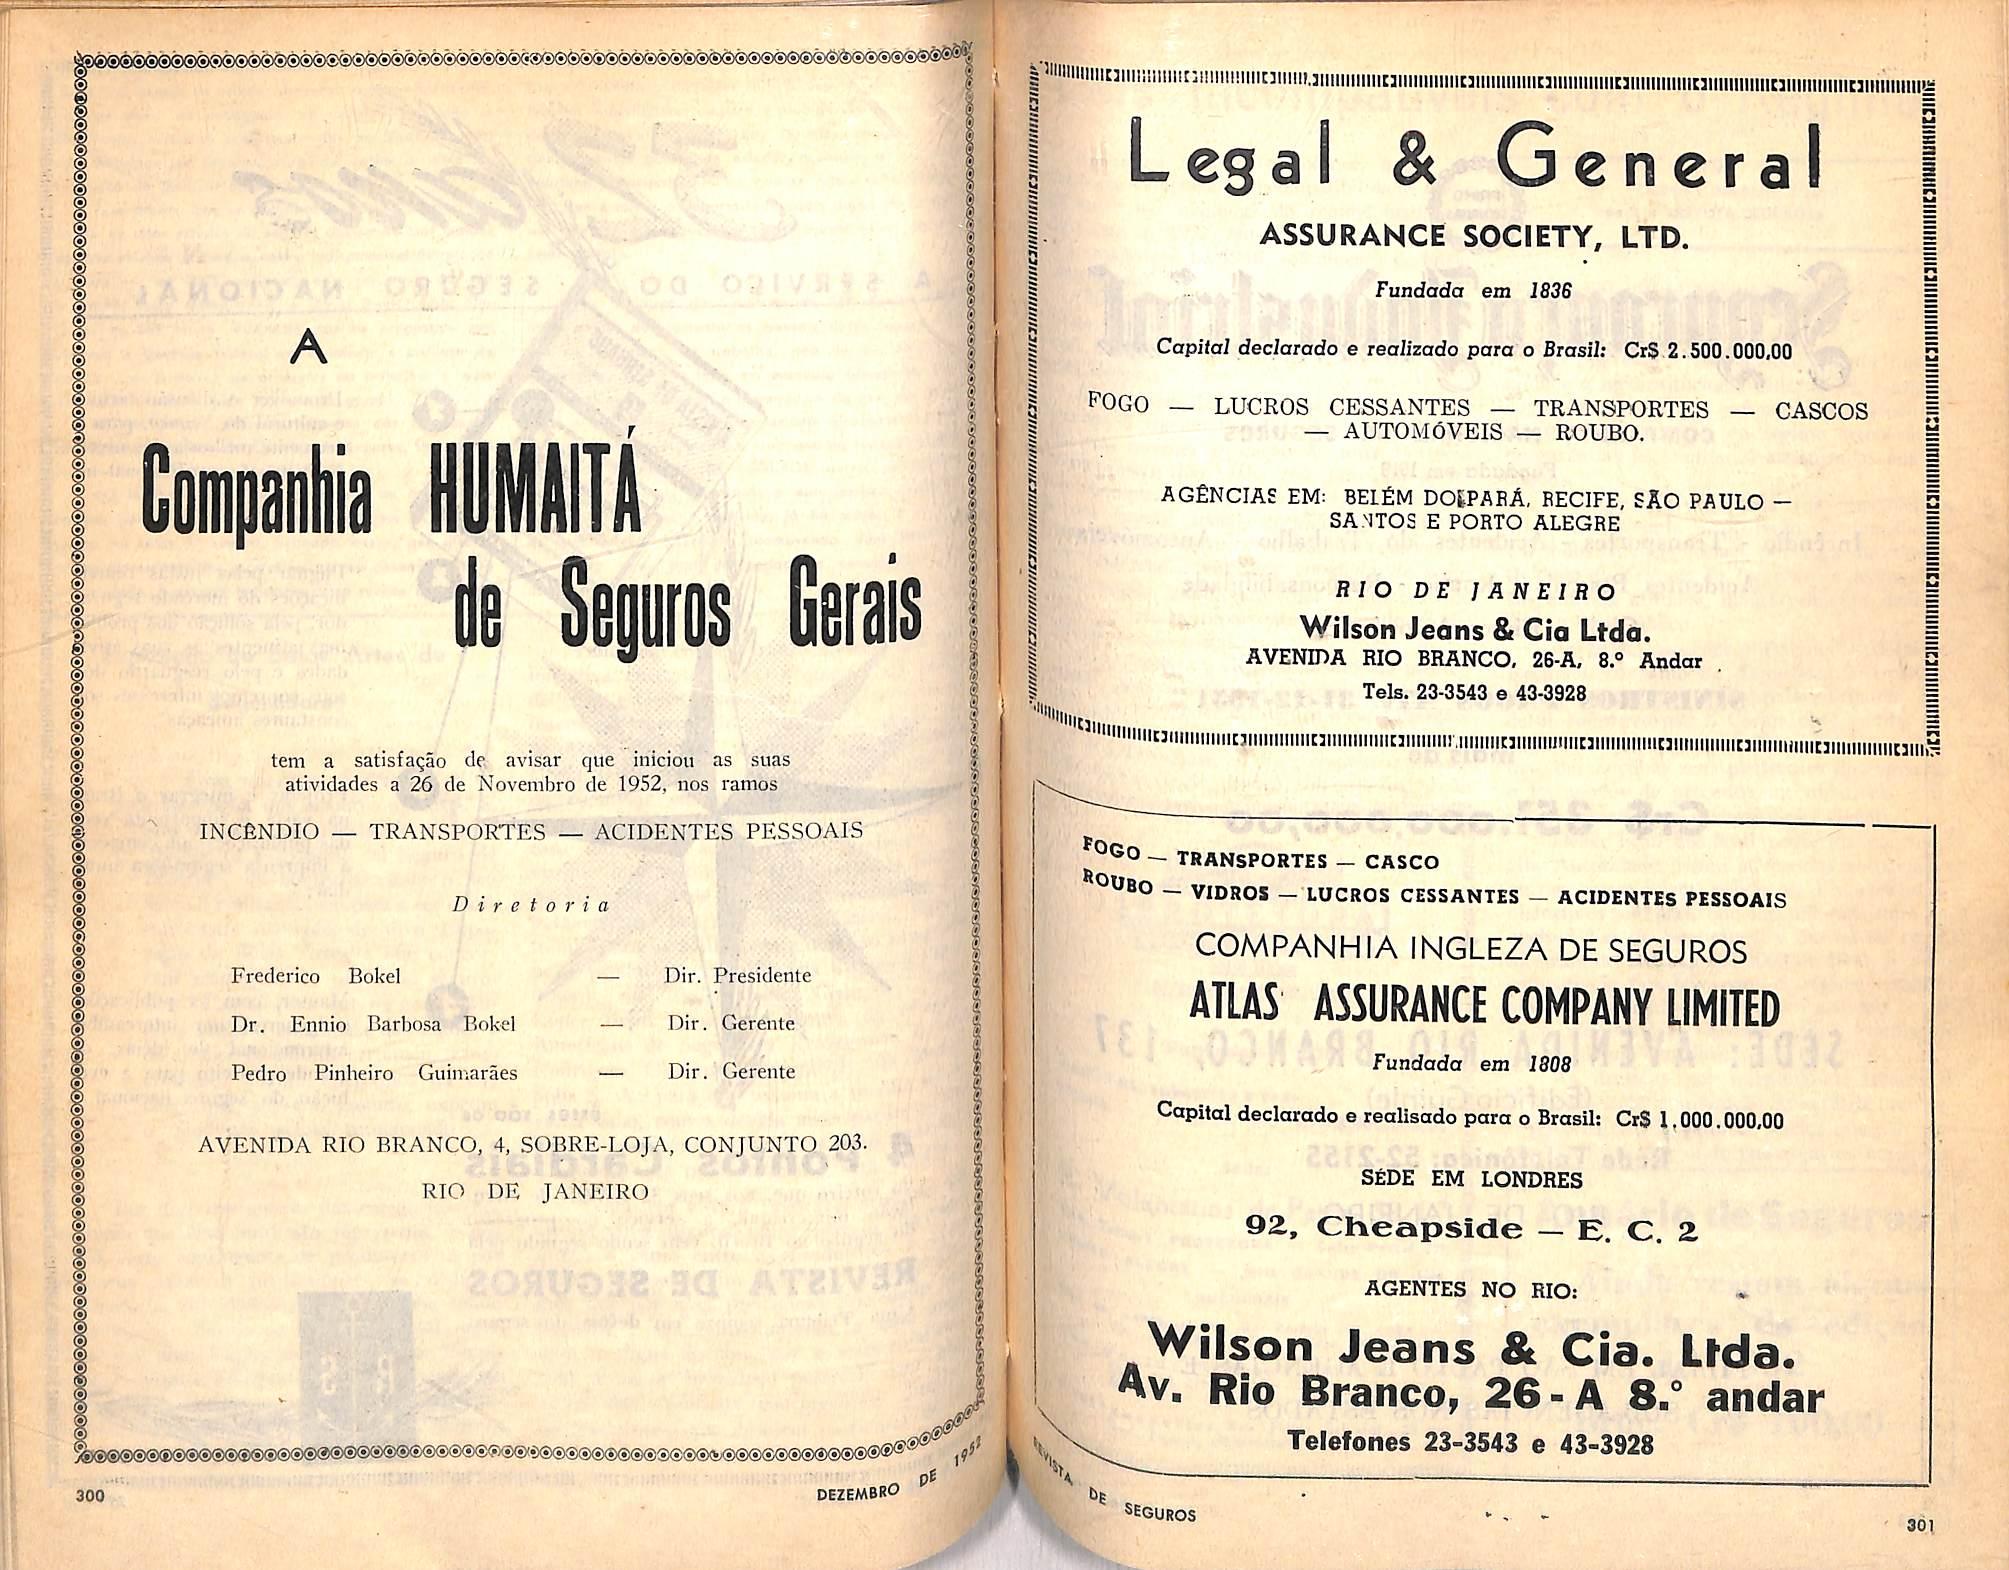 A
Companhia HUMAITÁ
de Seguros Gerais
tem a satisfação de avisar que iniciou as suas
atividades a 26 de Novembro de 1952, nos ramos
INCÊNDIO — TRANSPORTES — ACIDENTES PESSOAIS
Diretoria
Frederico Bokel — Dir. Presidente
Dr. Ennio Barbosa Bokel — Dir. Gerente
Pedro Pinheiro Guimarães — Dir. Gerente
AVENIDA RIO BRANCO, 4, SOBRE-LOJA, CONJUNTO 203.
RIO DE JANEIRO
300
DEZEMBRO DE 1952
Legal & General
ASSURANCE SOCIETY, LTD.
Fundada em 1836
Capital declarado e realizado para o Brasil: Cr$ 2.500.000,00
FOGO — LUCROS CESSANTES — TRANSPORTES — CASCOS
— AUTOMÓVEIS — ROUBO.
AGÊNCIAS EM: BELÉM DO PARÁ, RECIFE, SÃO PAULO —
SANTOS E PORTO ALEGRE
RIO DE JANEIRO
Wilson Jeans & Cia Ltda.
AVENIDA RIO BRANCO, 26-A, 8.º Andar
Tels. 23-3543 e 43-3928
FOGO — TRANSPORTES — CASCO
ROUBO — VIDROS — LUCROS CESSANTES — ACIDENTES PESSOAIS
COMPANHIA INGLEZA DE SEGUROS
ATLAS ASSURANCE COMPANY LIMITED
Fundada em 1808
Capital declarado e realisado para o Brasil: Cr$ 1.000.000,00
SÉDE EM LONDRES
92, Cheapside — E. C. 2
AGENTES NO RIO:
Wilson Jeans & Cia. Ltda.
Av. Rio Branco, 26-A 8.º andar
Telefones 23-3543 e 43-3928
REVISTA DE SEGUROS
301